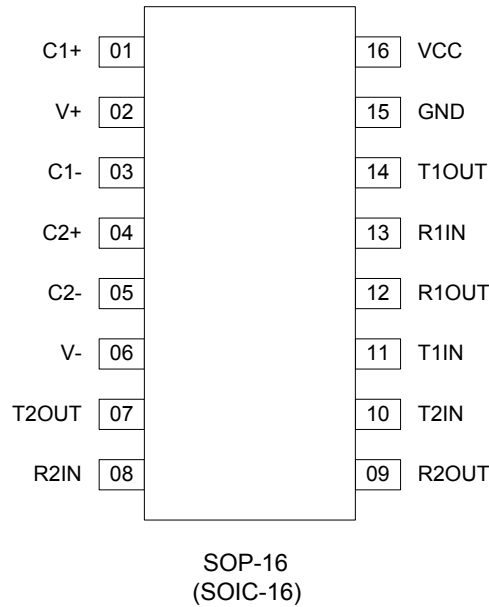 C1+ 01 16 VCC
V+ 02 15 GND
C1- 03 14 T1OUT
C2+ 04 13 R1IN
C2- 05 12 R1OUT
V- 06 11 T1IN
T2OUT 07 10 T2IN
R2IN 08 09 R2OUT
SOP-16
(SOIC-16)